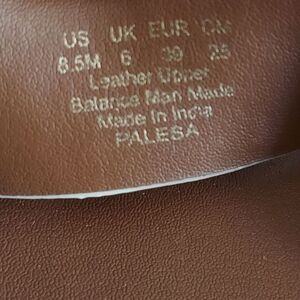 US UK EUR CM
8.5M 6 39 25
Leather Upper
Balance Man Made
Made in India
PALESA